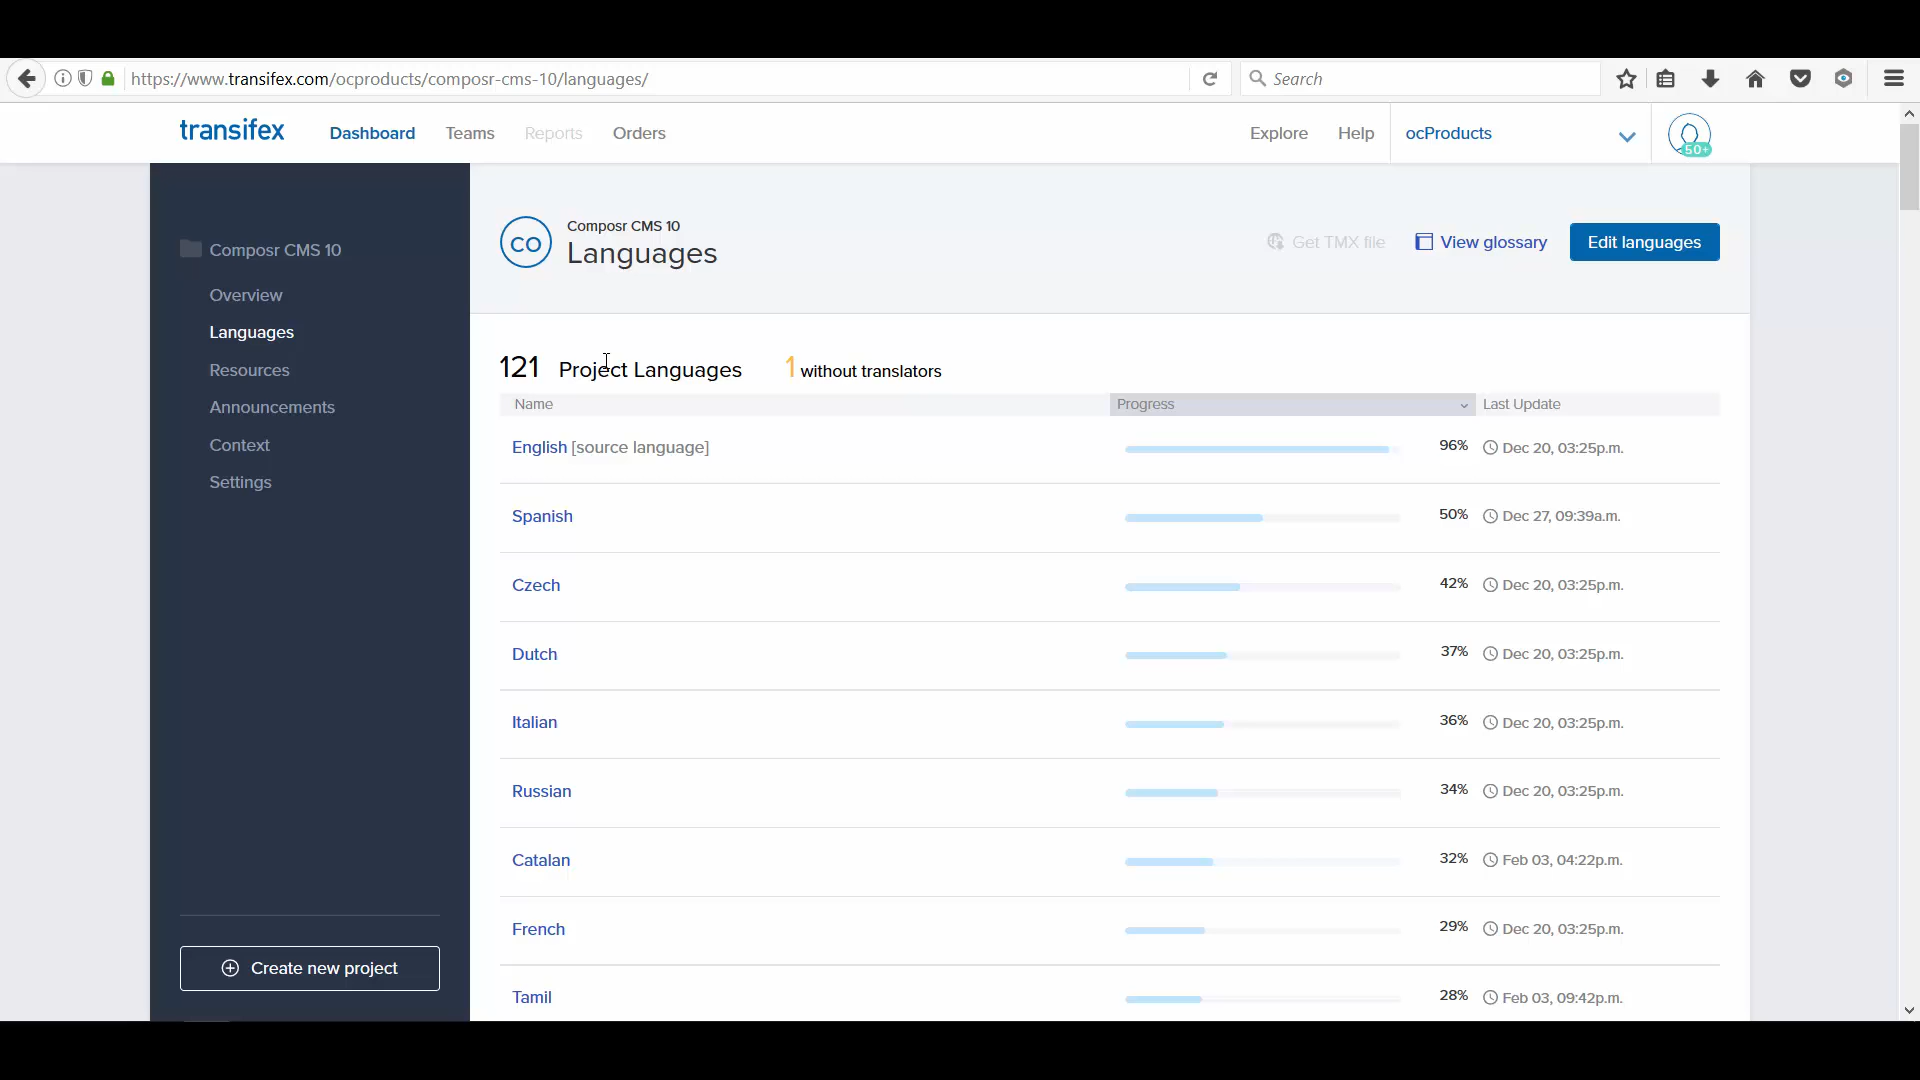 https://www.transifex.com/ocproducts/composr-cms-10/languages/
Search
transifex
Dashboard
Teams
Reports
Orders
Explore
Help
ocProducts
50+
Composr CMS 10
Overview
Languages
Resources
Announcements
Context
Settings
Create new project
CO
Composr CMS 10
Languages
Get TMX file
View glossary
Edit languages
121 Project Languages 1 without translators
Name Progress Last Update
English [source language] 96% Dec 20, 03:25p.m.
Spanish 50% Dec 27, 09:39a.m.
Czech 42% Dec 20, 03:25p.m.
Dutch 37% Dec 20, 03:25p.m.
Italian 36% Dec 20, 03:25p.m.
Russian 34% Dec 20, 03:25p.m.
Catalan 32% Feb 03, 04:22p.m.
French 29% Dec 20, 03:25p.m.
Tamil 28% Feb 03, 09:42p.m.